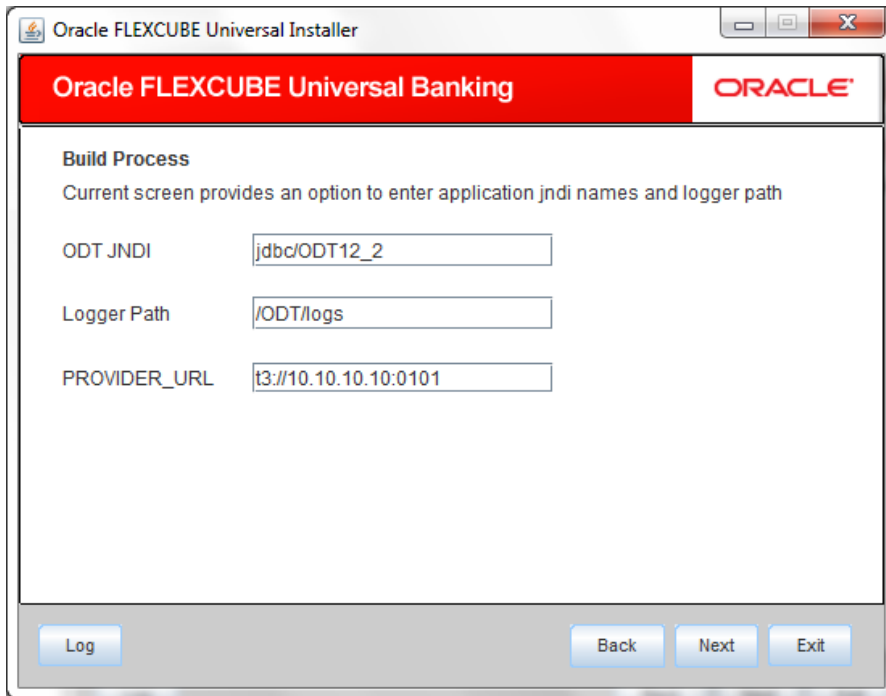 Oracle FLEXCUBE Universal Installer
Oracle FLEXCUBE Universal Banking
ORACLE
Build Process
Current screen provides an option to enter application jndi names and logger path
ODT JNDI jdbc/ODT12_2
Logger Path /ODT/logs
PROVIDER_URL t3://10.10.10.10:0101
Log Back Next Exit